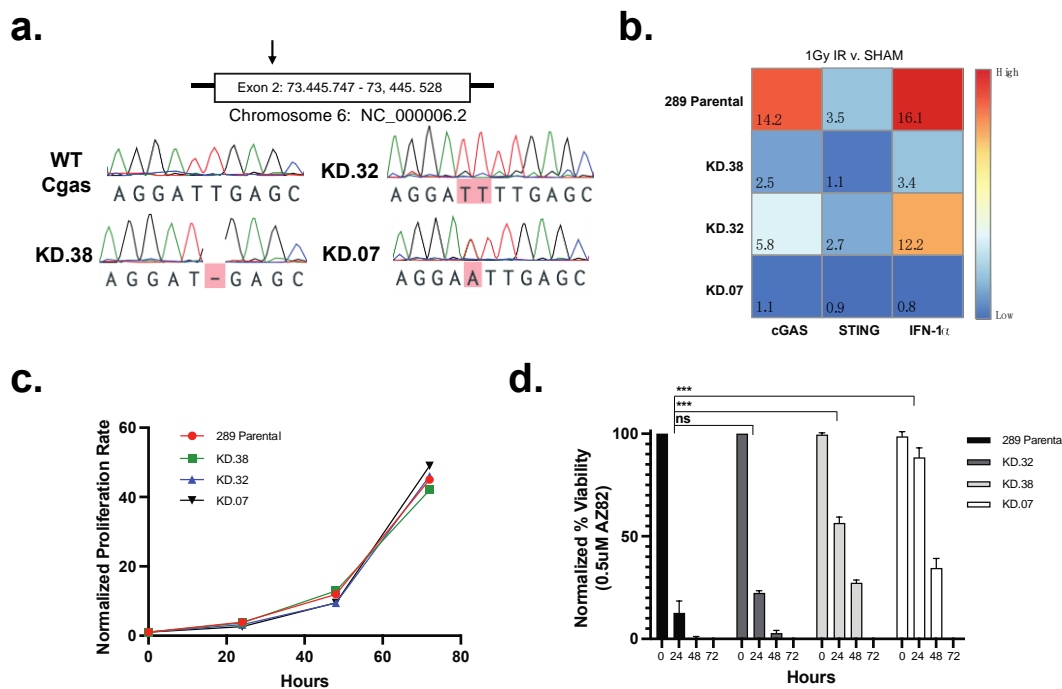 a.
Exon 2: 73.445.747 - 73, 445. 528
Chromosome 6: NC_000006.2
WT
Cgas
AGGATTGAGC
KD.32
AGGATTTTGAGC
KD.38
AGGAT-GAGC
KD.07
AGGAATTGAGC
b.
1Gy IR v. SHAM
289 Parental
14.2
3.5
16.1
KD.38
2.5
1.1
3.4
KD.32
5.8
2.7
12.2
KD.07
1.1
0.9
0.8
cGAS
STING
IFN-1α
High
Low
c.
Normalized Proliferation Rate
60
40
20
0
0
20
40
60
80
Hours
289 Parental
KD.38
KD.32
KD.07
d.
Normalized % Viability
(0.5uM AZ82)
100
50
0
***
***
ns
0 24 48 72
0 24 48 72
0 24 48 72
0 24 48 72
Hours
289 Parenta
KD.32
KD.38
KD.07